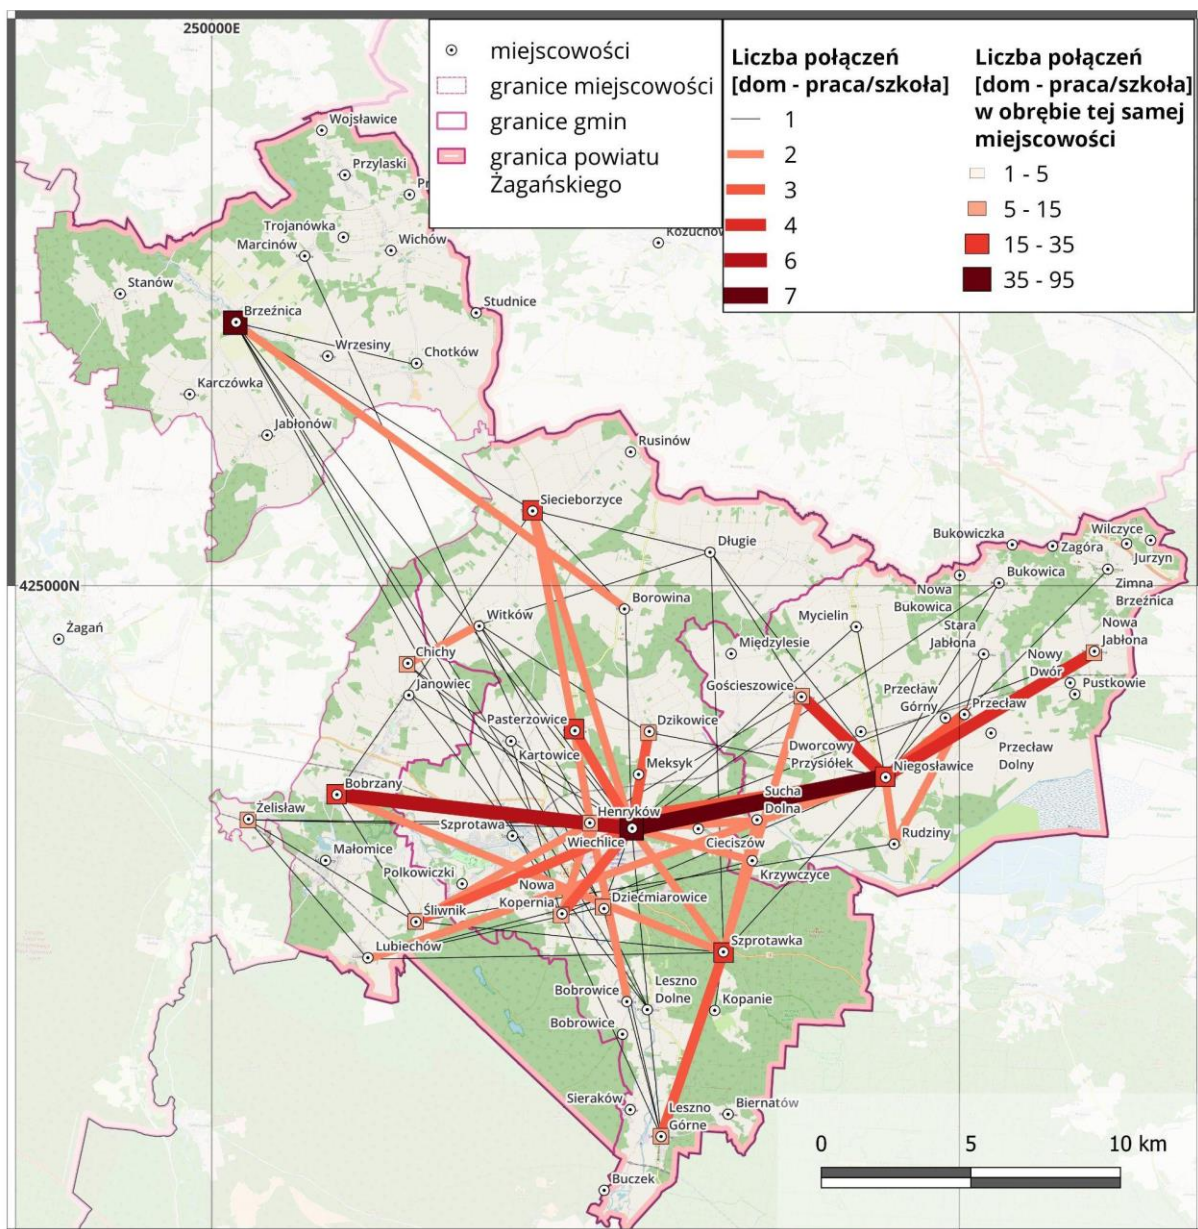 250000E
miejscowości
granice miejscowości
granice gmin
granica powiatu
Żagańskiego
Liczba połączeń
[dom - praca/szkoła]
1
2
3
4
6
7
Liczba połączeń
[dom - praca/szkoła]
w obrębie tej samej
miejscowości
1 - 5
5 - 15
15 - 35
35 - 95
Wojsławice
Przylaski
Trojanówka
Marcinów
Wichów
Stanów
Brzeźnica
Studnice
Wrzesiny
Chotków
Karczówka
Jabłonów
Rusinów
Siecieborzyce
Długie
Bukowiczka
Wilczyce
Zagóra
Jurzyn
425000N
Bukowica
Zimna
Brzeźnica
Nowa
Bukowica
Borowina
Witków
Mycielin
Żagań
Stara
Jabłona
Nowa
Jabłona
Międzylesie
Chichy
Nowy
Dwór
Janowiec
Gościeszowice
Przecław
Górny
Pustkowie
Przecław
Pasterzowice
Dzikowice
Kartowice
Dworcowy
Przysiółek
Przecław
Dolny
Meksyk
Niegosławice
Bobrzany
Sucha
Dolna
Żelisław
Henryków
Szprotawa
Wiechlice
Cieciszów
Rudziny
Małomice
Polkowiczki
Krzywczyce
Nowa
Kopernia
Dziećmiarowice
Śliwnik
Szprotawka
Lubiechów
Leszno
Dolne
Bobrowice
Kopanie
Bobrowice
Sieraków
Leszno
Górne
Biernatów
Buczek
0
5
10 km